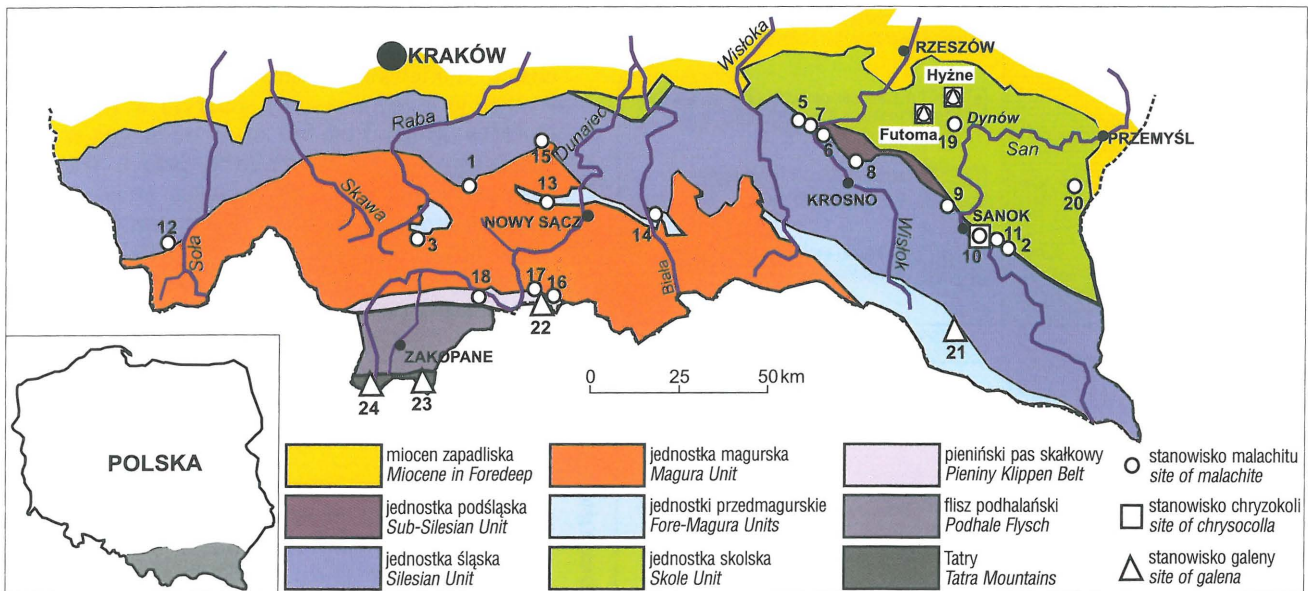 KRAKÓW
Wisłoka
RZESZÓW
Hyżne
Raba
Dunajec
5
7
Futoma
Dynów
19
PRZEMYŚL
6
San
15
1
8
Skawa
13
KROSNO
9
20
NOWY SĄCZ
SANOK
12
3
14
Wisłok
11
10
2
Soła
Biała
18
17
16
22
21
ZAKOPANE
0
25
50 km
24
23
POLSKA
miocen zapadliska
Miocene in Foredeep
jednostka podśląska
Sub-Silesian Unit
jednostka śląska
Silesian Unit
jednostka magurska
Magura Unit
jednostki przedmagurskie
Fore-Magura Units
jednostka skolska
Skole Unit
pieniński pas skałkowy
Pieniny Klippen Belt
flisz podhalański
Podhale Flysch
Tatry
Tatra Mountains
stanowisko malachitu
site of malachite
stanowisko chryzokoli
site of chrysocolla
stanowisko galeny
site of galena